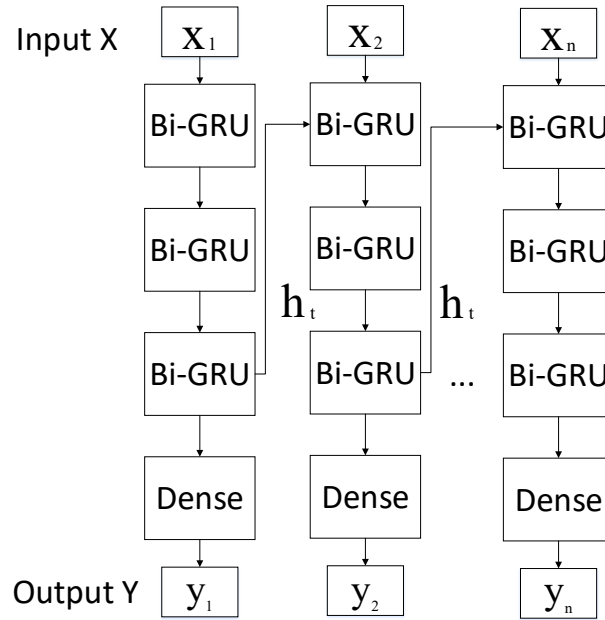 Input X x₁ x₂ xₙ
Bi-GRU Bi-GRU Bi-GRU
Bi-GRU Bi-GRU Bi-GRU
hₜ hₜ
Bi-GRU Bi-GRU ... Bi-GRU
Dense Dense Dense
Output Y y₁ y₂ yₙ